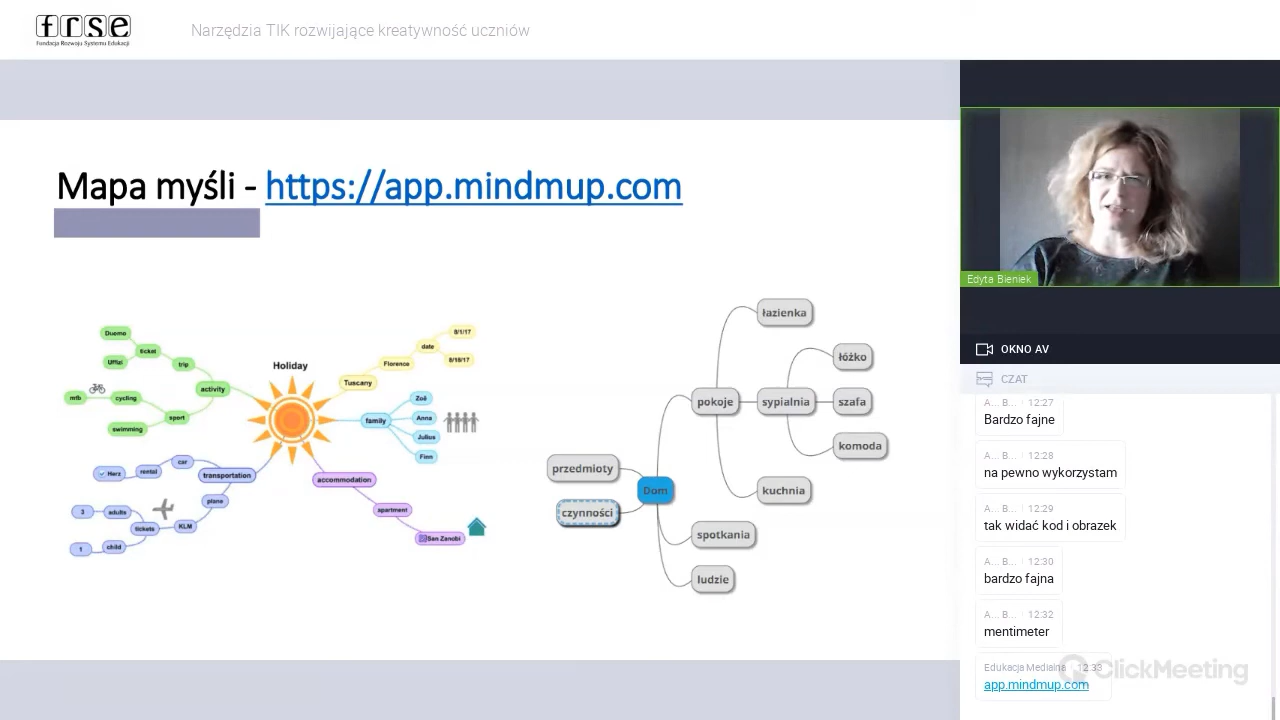 frse
Fundacja Rozwoju Systemu Edukacji
Narzędzia TIK rozwijające kreatywność uczniów
Mapa myśli - https://app.mindmup.com
Holiday
Duomo
Uffizi
ticket
trip
activity
mtb
cycling
sport
swimming
Herz
rental
car
transportation
plane
3
adults
tickets
KLM
1
child
8/1/17
date
8/18/17
Florence
Tuscany
family
Zoë
Anna
Julius
Finn
accommodation
apartment
San Zenobi
łazienka
łóżko
pokoje
sypialnia
szafa
komoda
przedmioty
Dom
kuchnia
czynności
spotkania
ludzie
Edyta Bieniek
OKNO AV
CZAT
A... B... 12:27
Bardzo fajne
A... B... 12:28
na pewno wykorzystam
A... B... 12:29
tak widać kod i obrazek
A... B... 12:30
bardzo fajna
A... B... 12:32
mentimeter
Edukacja Medialna 12:33
app.mindmup.com
ClickMeeting